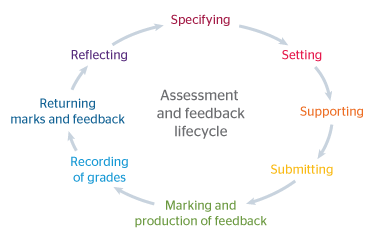 Specifying
Setting
Supporting
Submitting
Marking and
production of feedback
Recording
of grades
Returning
marks and feedback
Reflecting
Assessment
and feedback
lifecycle